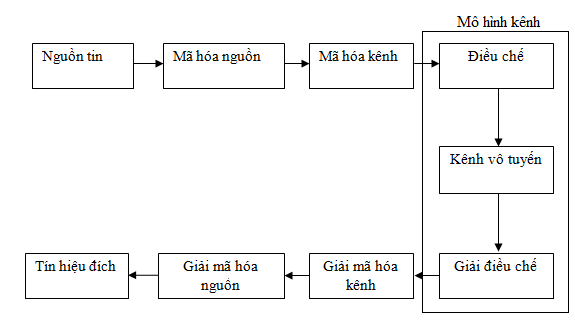 Mô hình kênh
Nguồn tin
Mã hóa nguồn
Mã hóa kênh
Điều chế
Kênh vô tuyến
Tín hiệu đích
Giải mã hóa
nguồn
Giải mã hóa
kênh
Giải điều chế